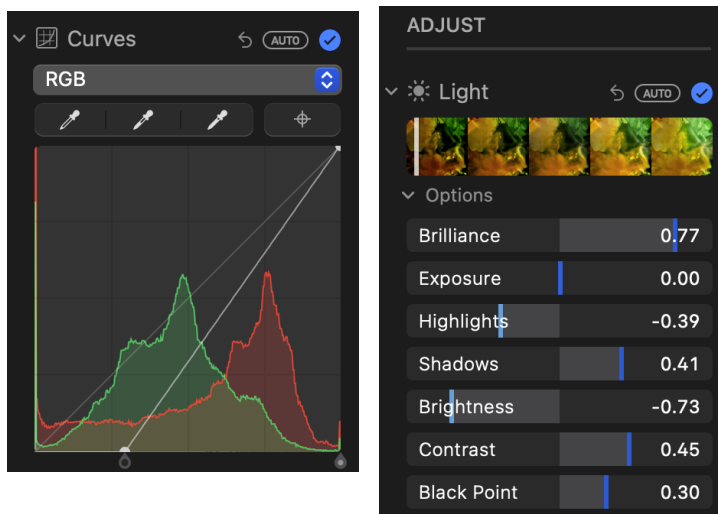 Curves
AUTO
RGB
ADJUST
Light
AUTO
Options
Brilliance 0.77
Exposure 0.00
Highlights -0.39
Shadows 0.41
Brightness -0.73
Contrast 0.45
Black Point 0.30